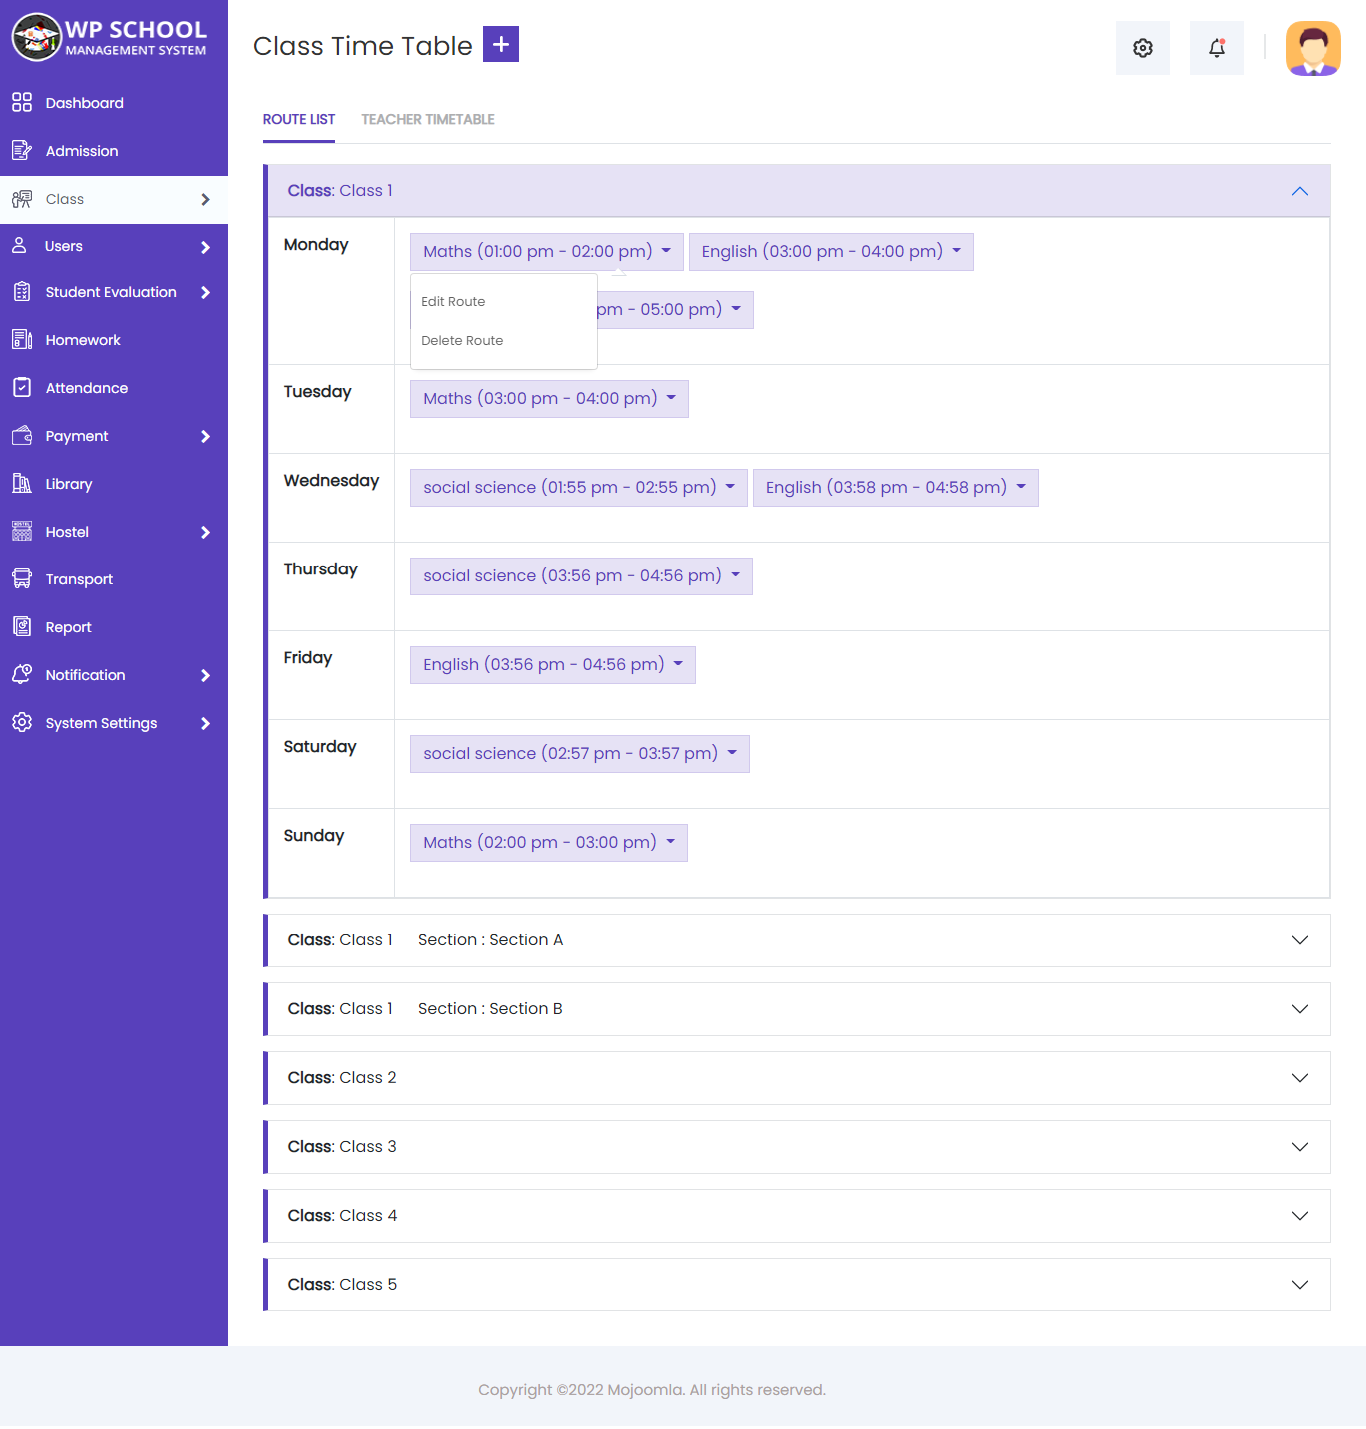 WP SCHOOL
MANAGEMENT SYSTEM
Dashboard
Admission
Class
Users
Student Evaluation
Homework
Attendance
Payment
Library
Hostel
Transport
Report
Notification
System Settings
Class Time Table +
ROUTE LIST TEACHER TIMETABLE
Class: Class 1
Monday Maths (01:00 pm - 02:00 pm) English (03:00 pm - 04:00 pm)
Edit Route
pm - 05:00 pm)
Delete Route
Tuesday Maths (03:00 pm - 04:00 pm)
Wednesday social science (01:55 pm - 02:55 pm) English (03:58 pm - 04:58 pm)
Thursday social science (03:56 pm - 04:56 pm)
Friday English (03:56 pm - 04:56 pm)
Saturday social science (02:57 pm - 03:57 pm)
Sunday Maths (02:00 pm - 03:00 pm)
Class: Class 1 Section : Section A
Class: Class 1 Section : Section B
Class: Class 2
Class: Class 3
Class: Class 4
Class: Class 5
Copyright ©2022 Mojoomla. All rights reserved.